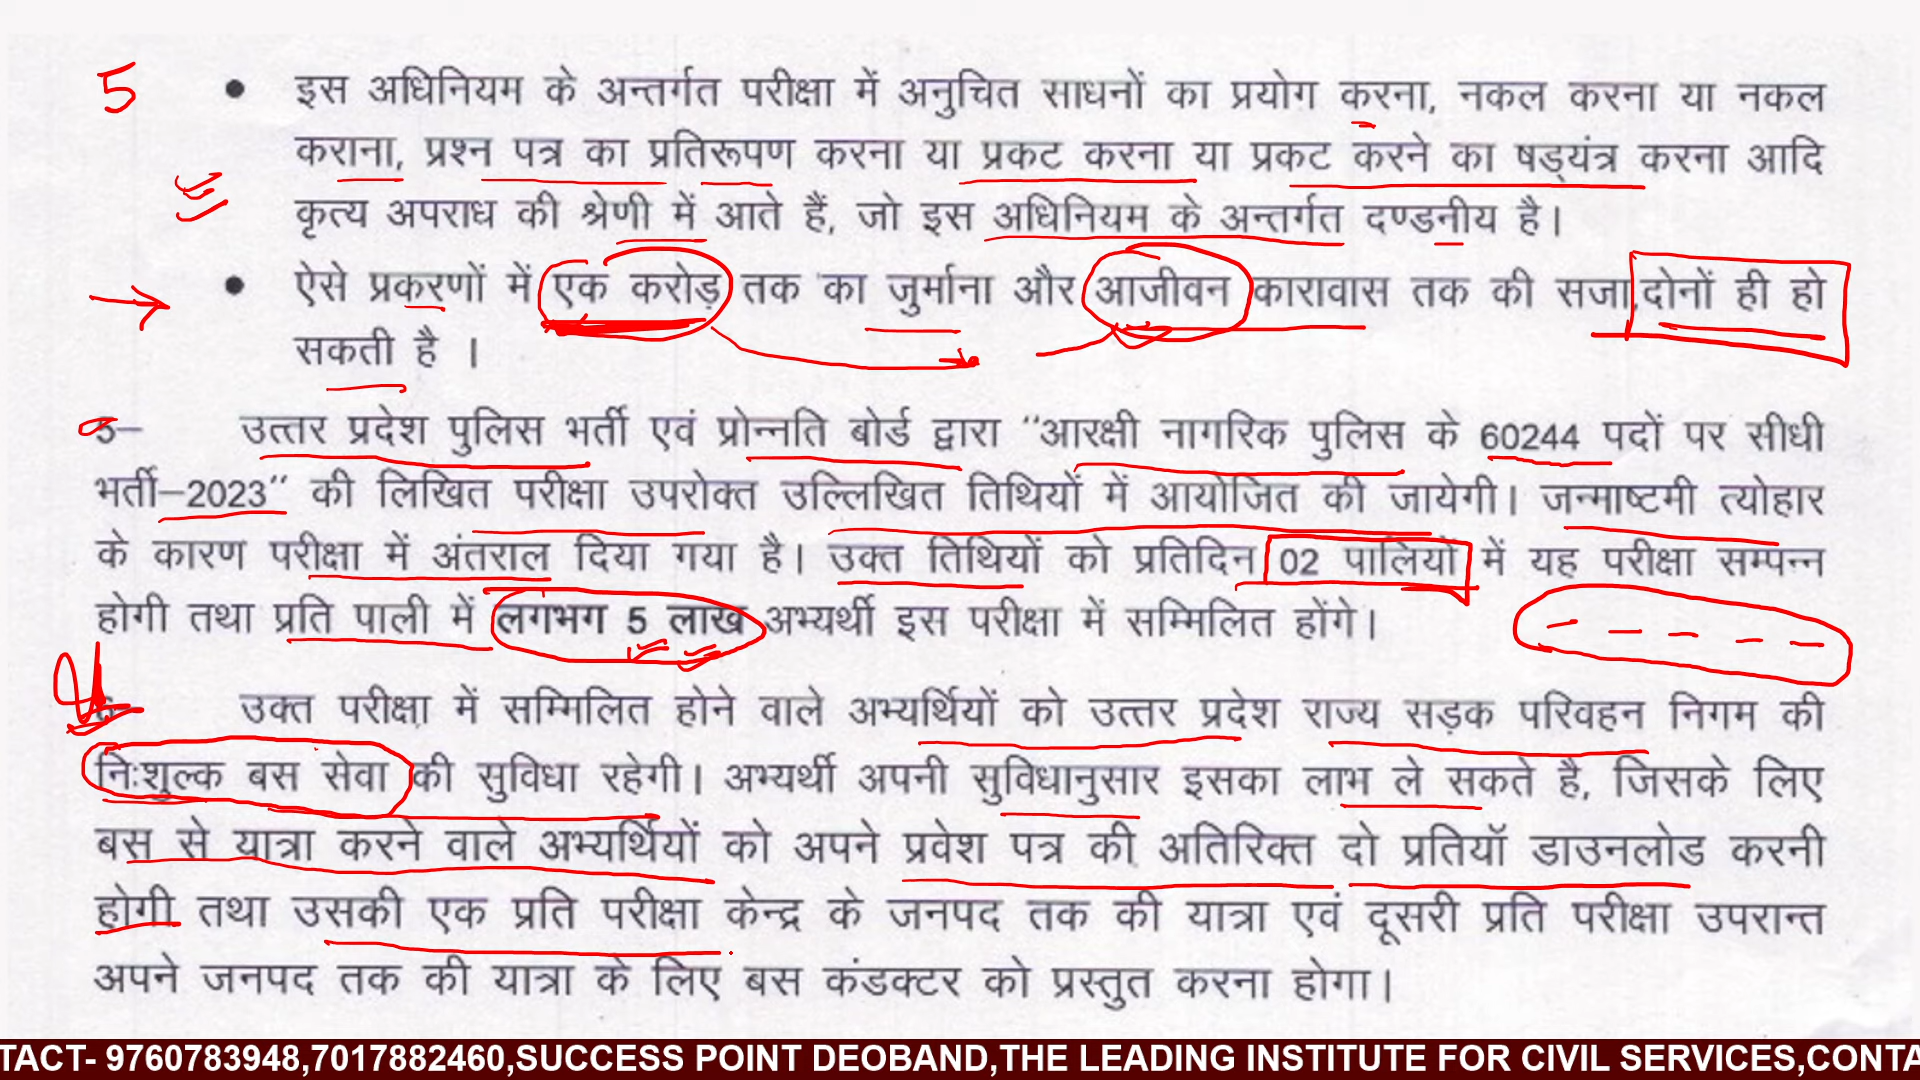 5
• इस अधिनियम के अन्तर्गत परीक्षा में अनुचित साधनों का प्रयोग करना, नकल करना या नकल
कराना, प्रश्न पत्र का प्रतिरूपण करना या प्रकट करना या प्रकट करने का षड्यंत्र करना आदि
कृत्य अपराध की श्रेणी में आते हैं, जो इस अधिनियम के अन्तर्गत दण्डनीय है।
• ऐसे प्रकरणों में एक करोड़ तक का जुर्माना और आजीवन कारावास तक की सजा,दोनों ही हो
सकती है ।
5— उत्तर प्रदेश पुलिस भर्ती एवं प्रोन्नति बोर्ड द्वारा "आरक्षी नागरिक पुलिस के 60244 पदों पर सीधी
भर्ती—2023" की लिखित परीक्षा उपरोक्त उल्लिखित तिथियों में आयोजित की जायेगी। जन्माष्टमी त्योहार
के कारण परीक्षा में अंतराल दिया गया है। उक्त तिथियों को प्रतिदिन 02 पालियों में यह परीक्षा सम्पन्न
होगी तथा प्रति पाली में लगभग 5 लाख अभ्यर्थी इस परीक्षा में सम्मिलित होंगे।
उक्त परीक्षा में सम्मिलित होने वाले अभ्यर्थियों को उत्तर प्रदेश राज्य सड़क परिवहन निगम की
निःशुल्क बस सेवा की सुविधा रहेगी। अभ्यर्थी अपनी सुविधानुसार इसका लाभ ले सकते है, जिसके लिए
बस से यात्रा करने वाले अभ्यर्थियों को अपने प्रवेश पत्र की अतिरिक्त दो प्रतियॉ डाउनलोड करनी
होगी तथा उसकी एक प्रति परीक्षा केन्द्र के जनपद तक की यात्रा एवं दूसरी प्रति परीक्षा उपरान्त
अपने जनपद तक की यात्रा के लिए बस कंडक्टर को प्रस्तुत करना होगा।
TACT- 9760783948,7017882460,SUCCESS POINT DEOBAND,THE LEADING INSTITUTE FOR CIVIL SERVICES,CONTA